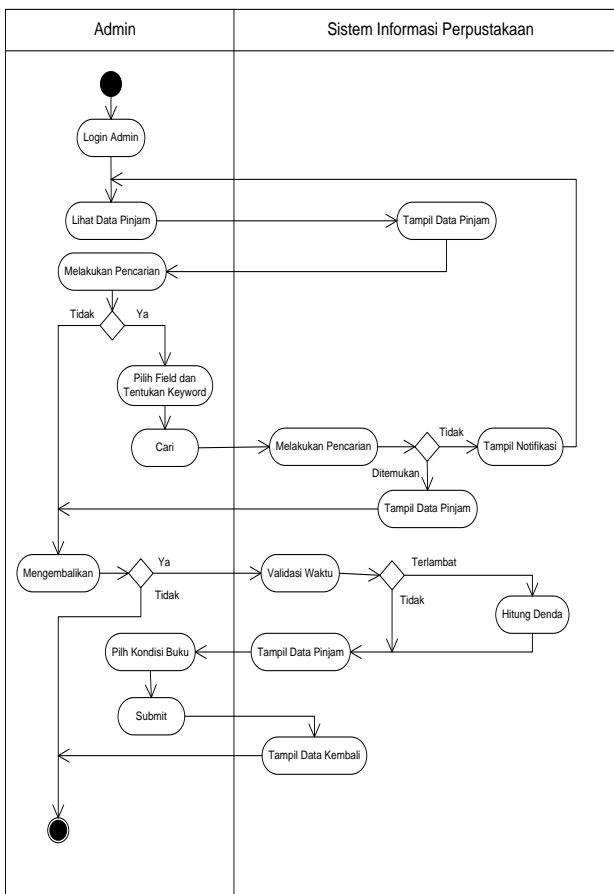 Admin
Sistem Informasi Perpustakaan
Login Admin
Lihat Data Pinjam
Tampil Data Pinjam
Melakukan Pencarian
Tidak
Ya
Pilih Field dan
Tentukan Keyword
Cari
Melakukan Pencarian
Tidak
Tampil Notifikasi
Ditemukan
Tampil Data Pinjam
Mengembalikan
Ya
Tidak
Validasi Waktu
Terlambat
Tidak
Hitung Denda
Pilh Kondisi Buku
Tampil Data Pinjam
Submit
Tampil Data Kembali